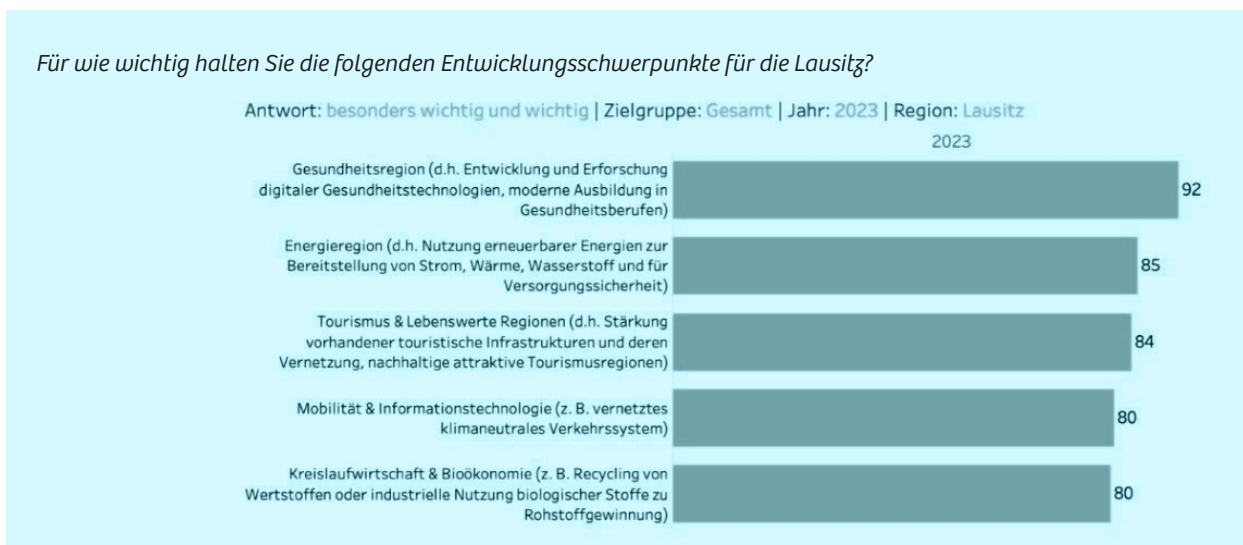 Für wie wichtig halten Sie die folgenden Entwicklungsschwerpunkte für die Lausitz?
Antwort: besonders wichtig und wichtig | Zielgruppe: Gesamt | Jahr: 2023 | Region: Lausitz
2023
Gesundheitsregion (d.h. Entwicklung und Erforschung
digitaler Gesundheitstechnologien, moderne Ausbildung in
Gesundheitsberufen)
92
Energieregion (d.h. Nutzung erneuerbarer Energien zur
Bereitstellung von Strom, Wärme, Wasserstoff und für
Versorgungssicherheit)
85
Tourismus & Lebenswerte Regionen (d.h. Stärkung
vorhandener touristische Infrastrukturen und deren
Vernetzung, nachhaltige attraktive Tourismusregionen)
84
Mobilität & Informationstechnologie (z. B. vernetztes
klimaneutrales Verkehrssystem)
80
Kreislaufwirtschaft & Bioökonomie (z. B. Recycling von
Wertstoffen oder industrielle Nutzung biologischer Stoffe zu
Rohstoffgewinnung)
80